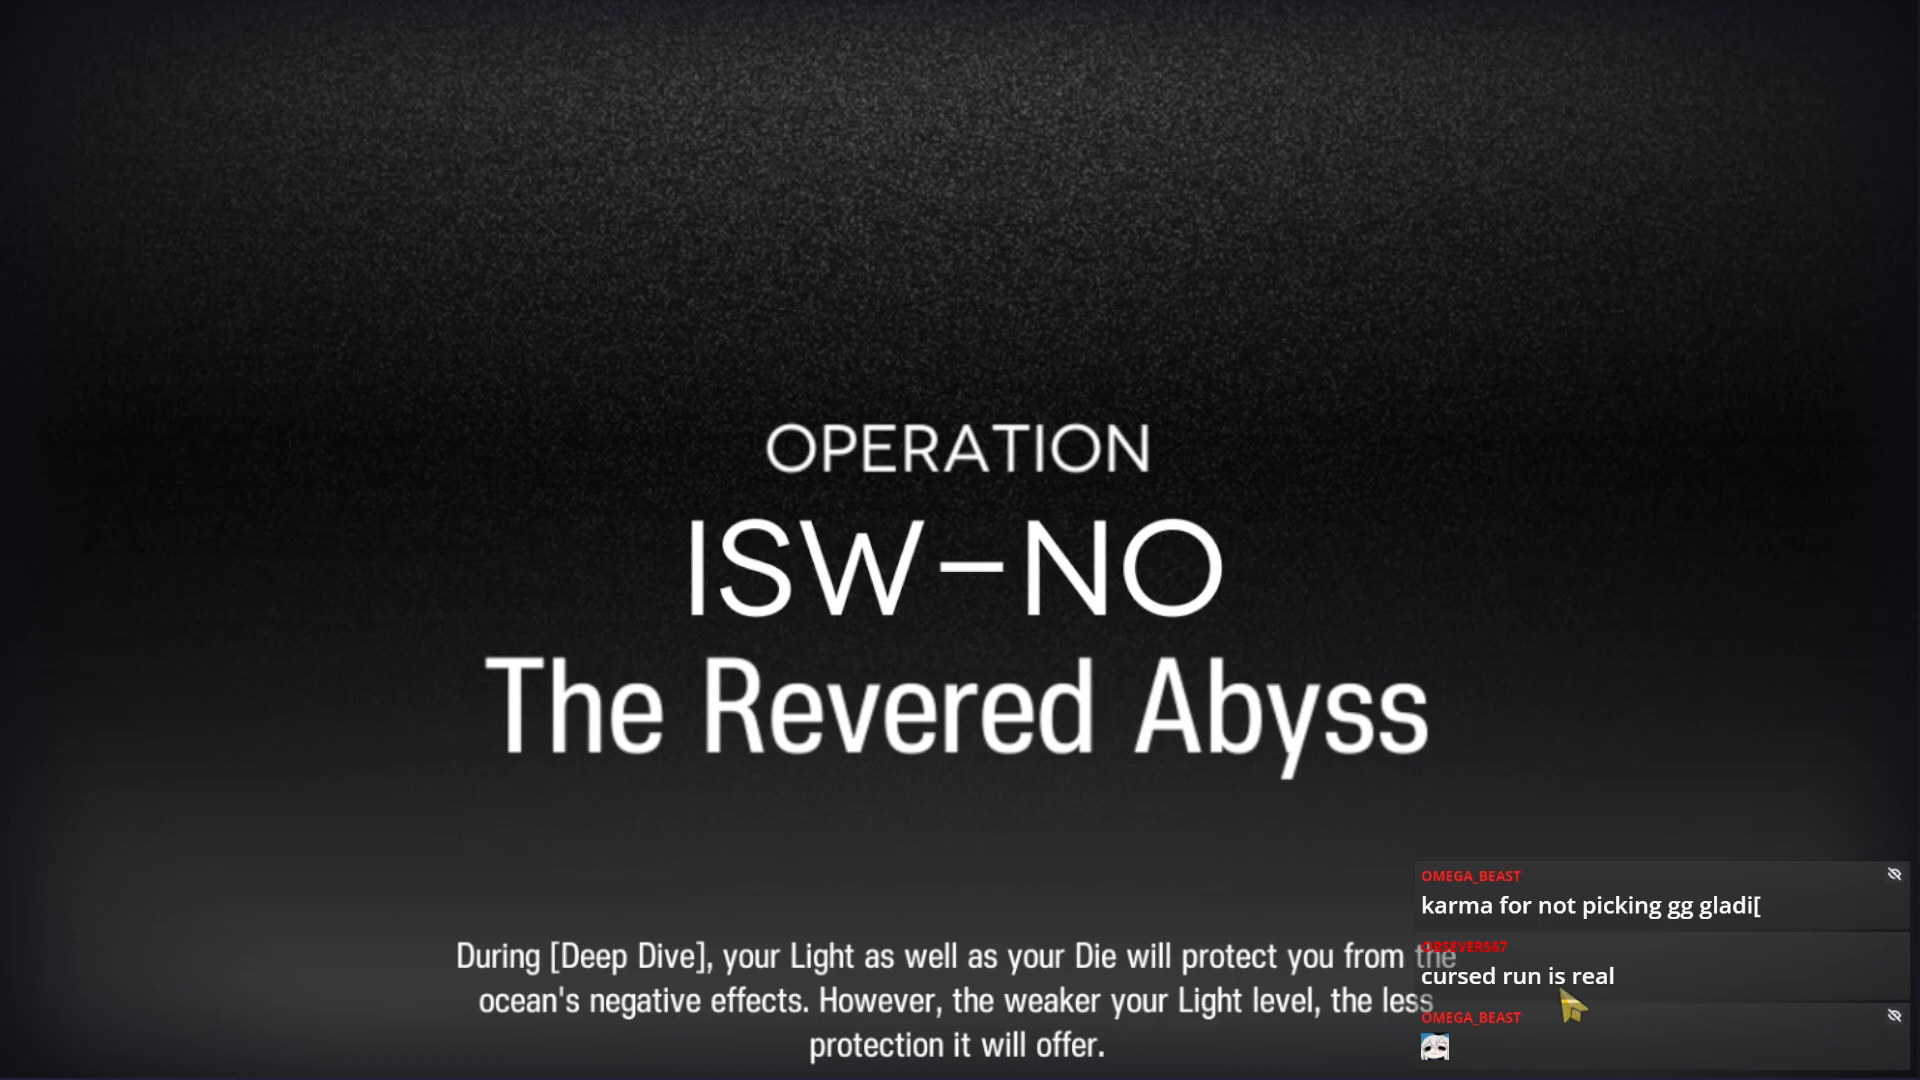 OPERATION
ISW-NO
The Revered Abyss
During [Deep Dive], your Light as well as your Die will protect you from the
ocean's negative effects. However, the weaker your Light level, the less
protection it will offer.
OMEGA_BEAST
karma for not picking gg gladi[
OBSEVER567
cursed run is real
OMEGA_BEAST